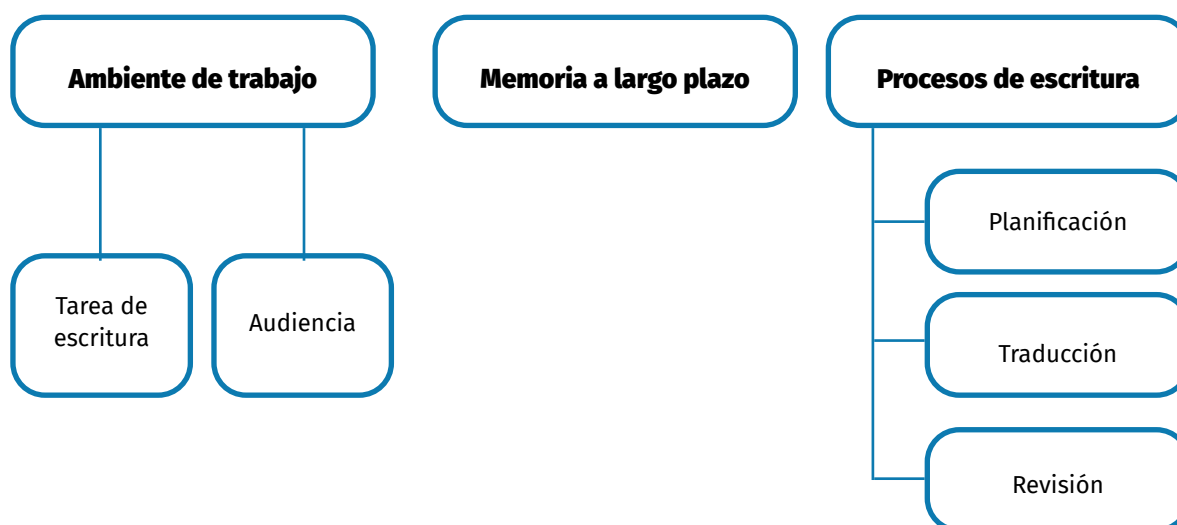 Ambiente de trabajo
Memoria a largo plazo
Procesos de escritura
Planificación
Tarea de
escritura
Audiencia
Traducción
Revisión